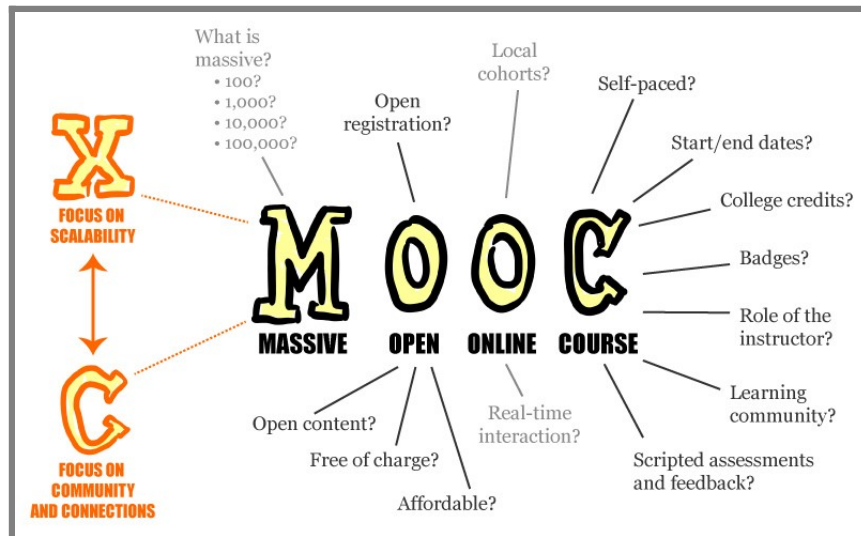 What is
massive?
• 100?
• 1,000?
• 10,000?
• 100,000?
Open
registration?
Local
cohorts?
Self-paced?
Start/end dates?
College credits?
Badges?
Role of the
instructor?
Learning
community?
Scripted assessments
and feedback?
X
FOCUS ON
SCALABILITY
C
FOCUS ON
COMMUNITY
AND CONNECTIONS
MOOC
MASSIVE OPEN ONLINE COURSE
Open content?
Free of charge?
Affordable?
Real-time
interaction?